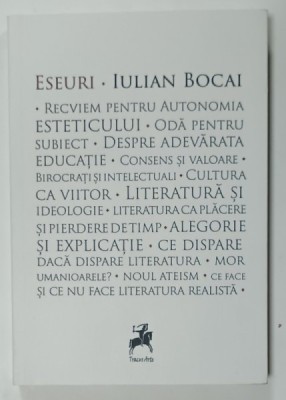 ESEURI · IULIAN BOCAI
· RECVIEM PENTRU AUTONOMIA
ESTETICULUI · ODĂ PENTRU
SUBIECT · DESPRE ADEVĂRATA
EDUCAȚIE · CONSENS ȘI VALOARE ·
BIROCRAȚI ȘI INTELECTUALI · CULTURA
CA VIITOR · LITERATURĂ ȘI
IDEOLOGIE · LITERATURA CA PLĂCERE
ȘI PIERDERE DE TIMP · ALEGORIE
ȘI EXPLICAȚIE · CE DISPARE
DACĂ DISPARE LITERATURA · MOR
UMANIOARELE? · NOUL ATEISM · CE FACE
ȘI CE NU FACE LITERATURA REALISTĂ ·
TRACUS ARTE